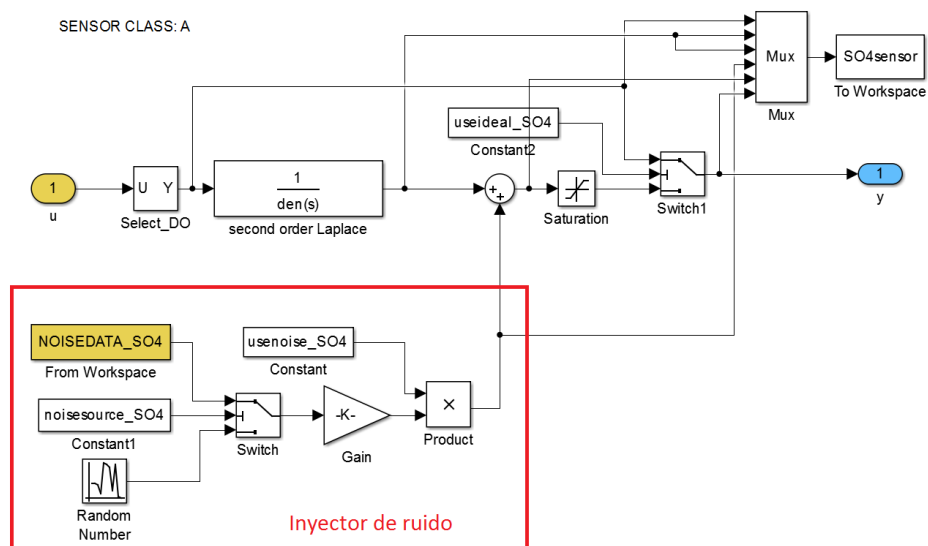 SENSOR CLASS: A
Mux
SO4sensor
To Workspace
Mux
useideal_SO4
Constant2
1
u
U Y
Select_DO
1
den(s)
second order Laplace
+
+
Saturation
Switch1
1
y
NOISEDATA_SO4
From Workspace
usenoise_SO4
Constant
noisesource_SO4
Constant1
Switch
-K-
Gain
×
Product
Random
Number
Inyector de ruido